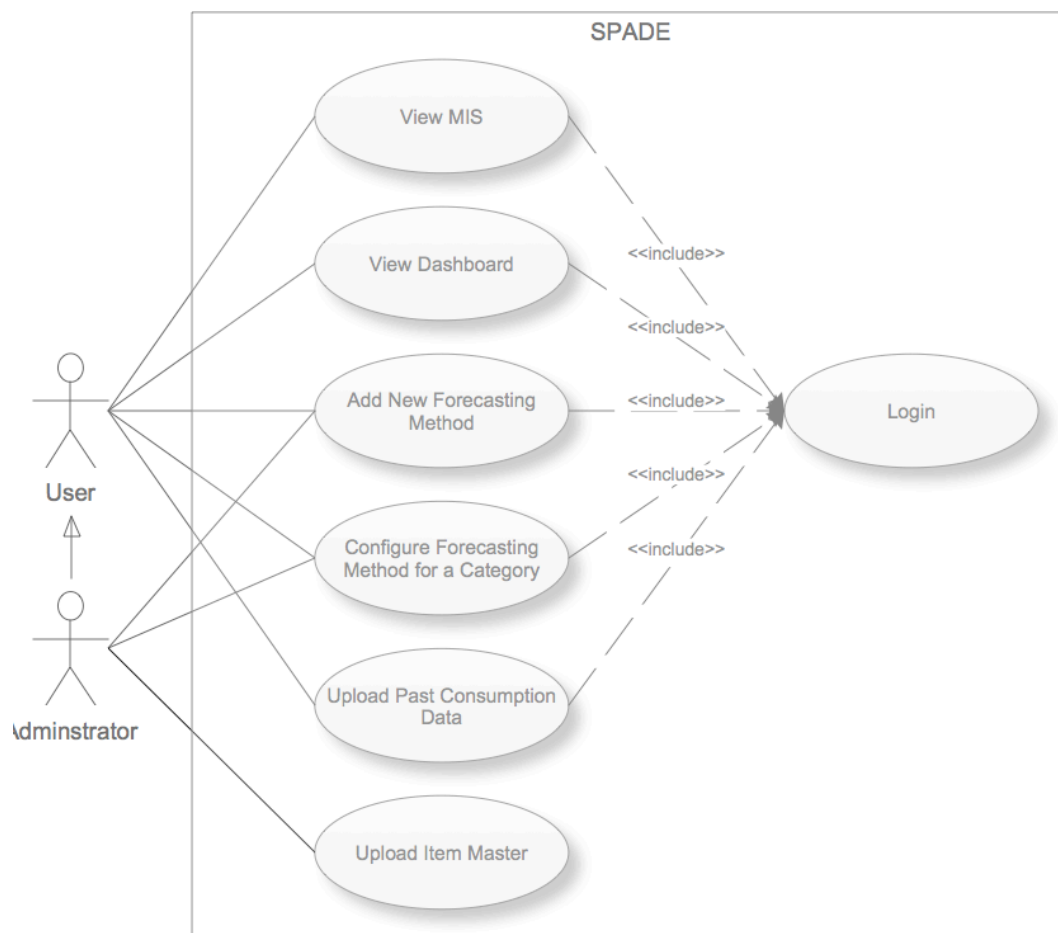 SPADE
View MIS
<<include>>
View Dashboard
<<include>>
Add New Forecasting
Method
<<include>>
Login
User
<<include>>
Configure Forecasting
Method for a Category
<<include>>
Upload Past Consumption
Data
Adminstrator
Upload Item Master